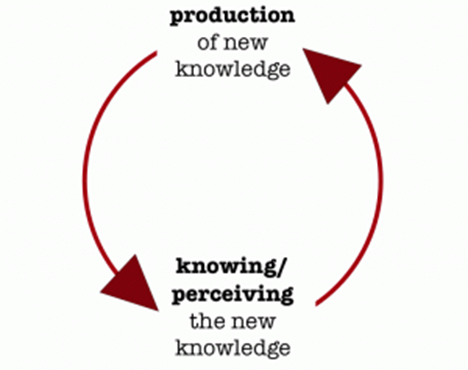 production
of new
knowledge
knowing/
perceiving
the new
knowledge